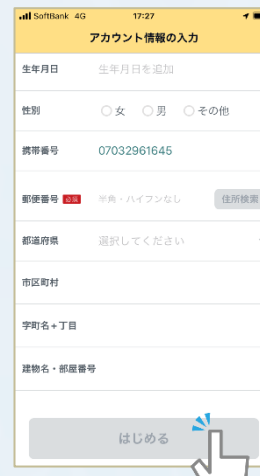 SoftBank 4G 17:27
アカウント情報の入力
生年月日 生年月日を追加
性別 女 男 その他
携帯番号 07032961645
郵便番号 必須 半角・ハイフンなし 住所検索
都道府県 選択してください
市区町村
字町名+丁目
建物名・部屋番号
はじめる